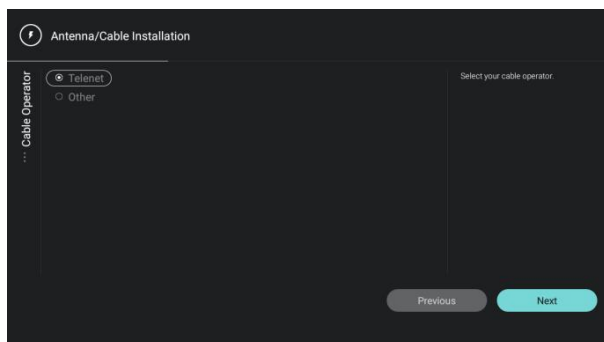 Antenna/Cable Installation
Cable Operator
Telenet
Other
Select your cable operator.
Previous
Next